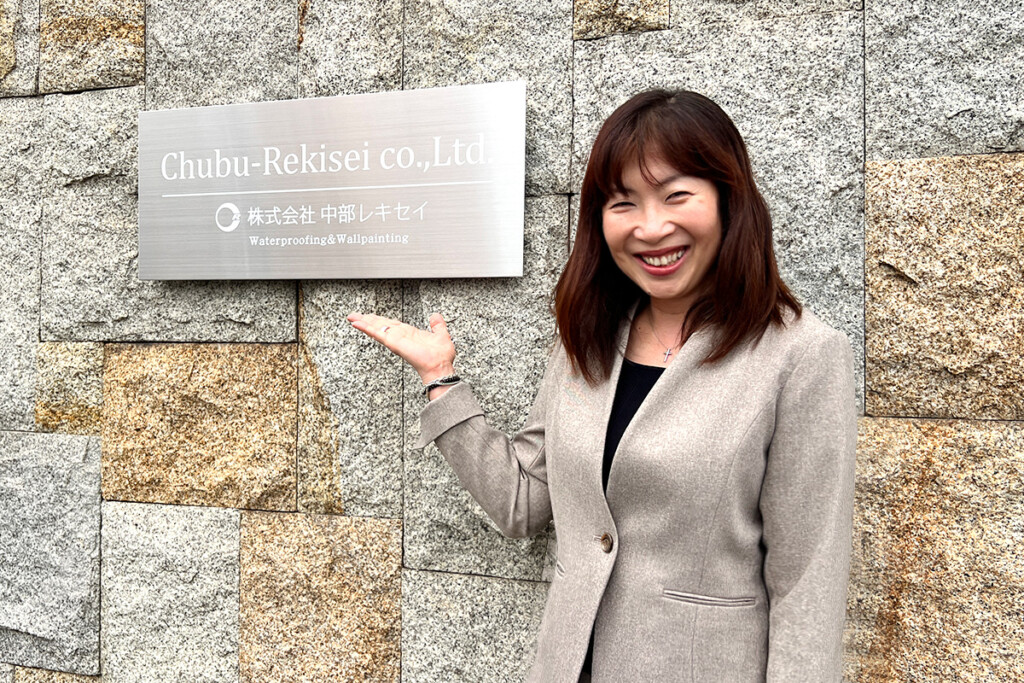 Chubu-Rekisei co.,Ltd.
株式会社 中部レキセイ
Waterproofing&Wallpainting